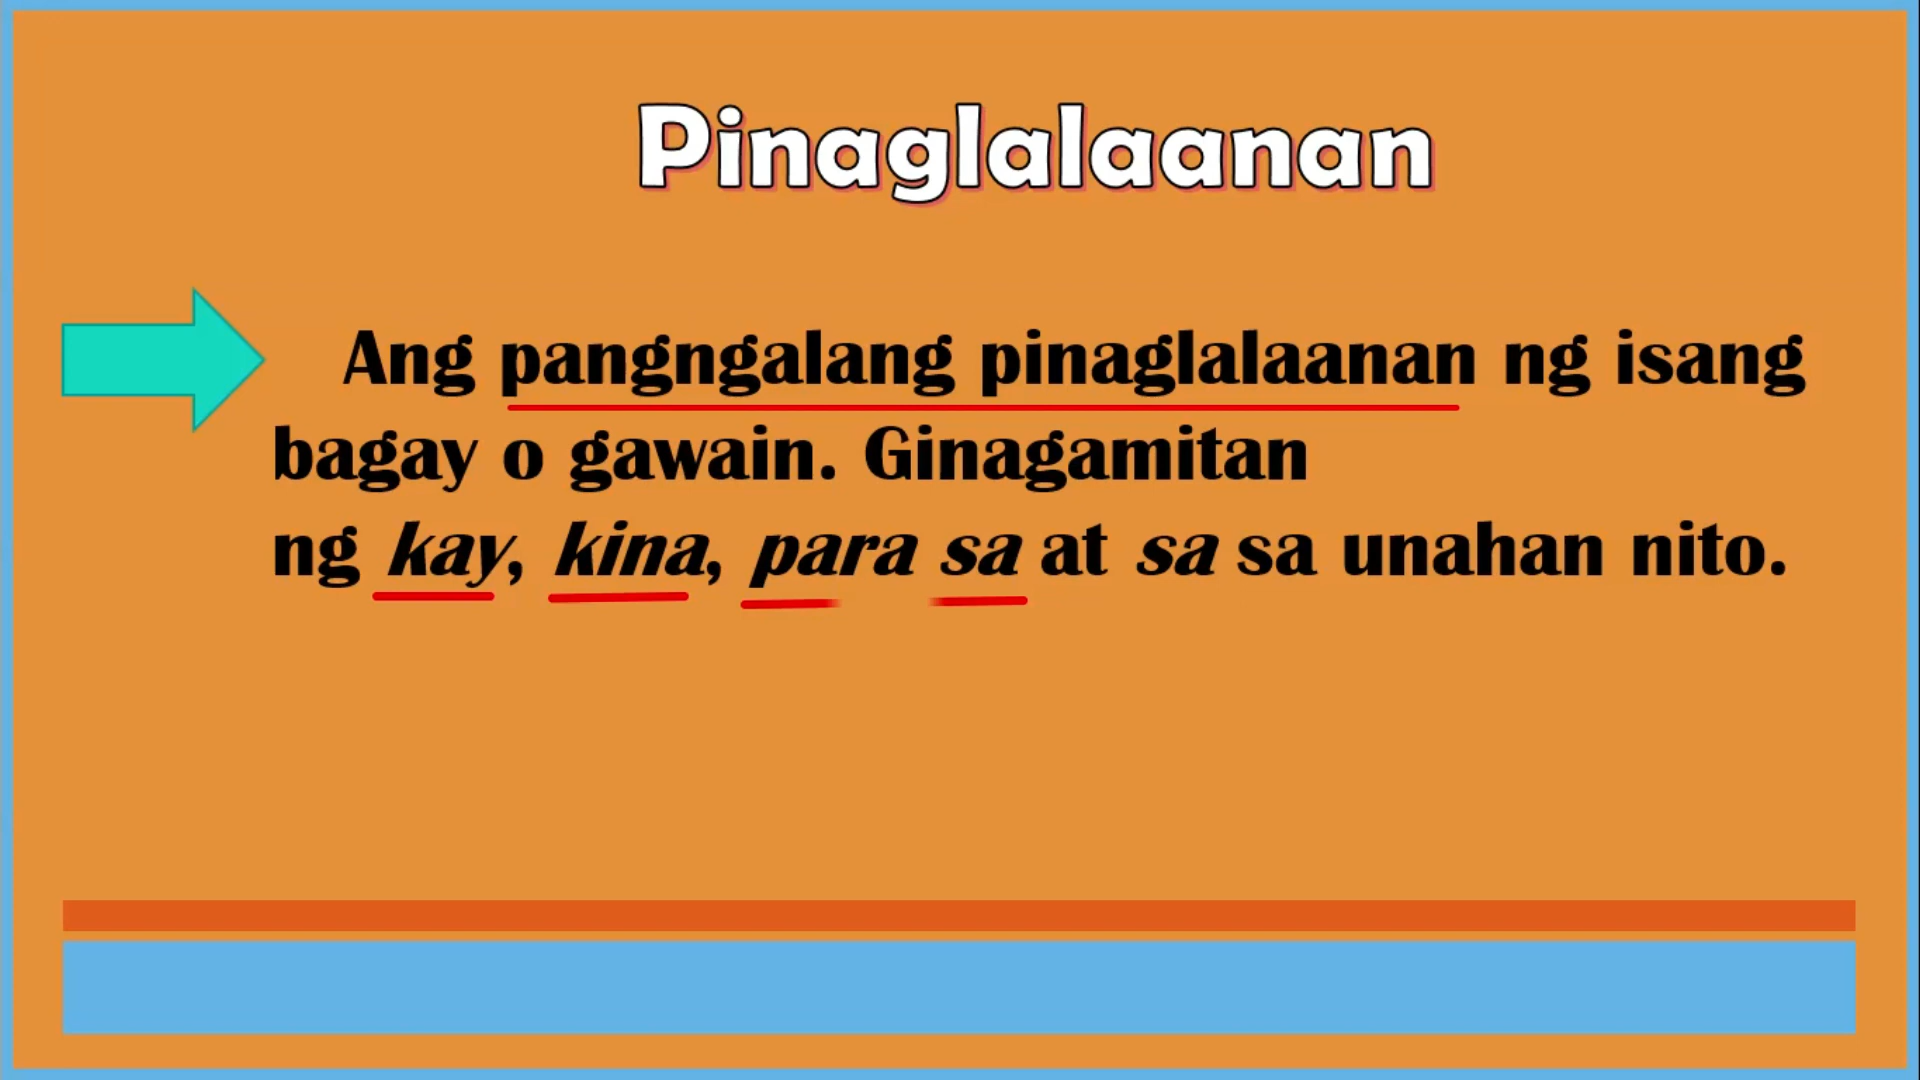 Pinaglalaanan
Ang pangngalang pinaglalaanan ng isang
bagay o gawain. Ginagamitan
ng kay, kina, para sa at sa sa unahan nito.